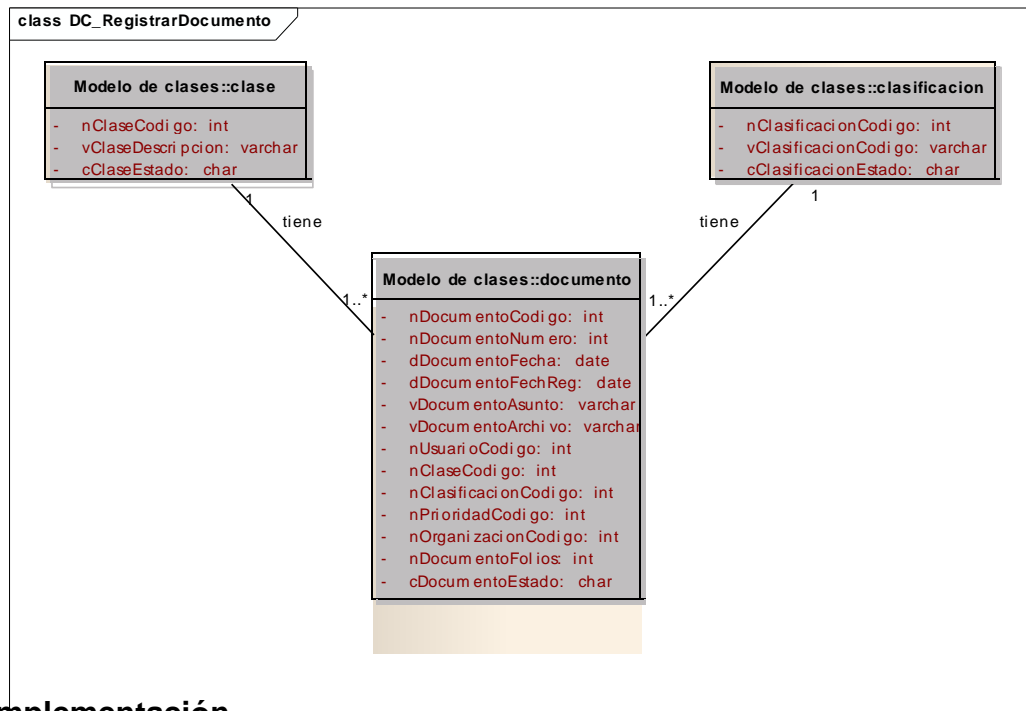 class DC_RegistrarDocumento
Modelo de clases::clase
- nClaseCodigo: int
- vClaseDescripcion: varchar
- cClaseEstado: char
Modelo de clases::clasificacion
- nClasificacionCodigo: int
- vClasificacionCodigo: varchar
- cClasificacionEstado: char
1
tiene
1..*
1
tiene
1..*
Modelo de clases::documento
- nDocumentoCodigo: int
- nDocumentoNumero: int
- dDocumentoFecha: date
- dDocumentoFechReg: date
- vDocumentoAsunto: varchar
- vDocumentoArchivo: varchar
- nUsuarioCodigo: int
- nClaseCodigo: int
- nClasificacionCodigo: int
- nPrioridadCodigo: int
- nOrganizacionCodigo: int
- nDocumentoFolios: int
- cDocumentoEstado: char
mplementación